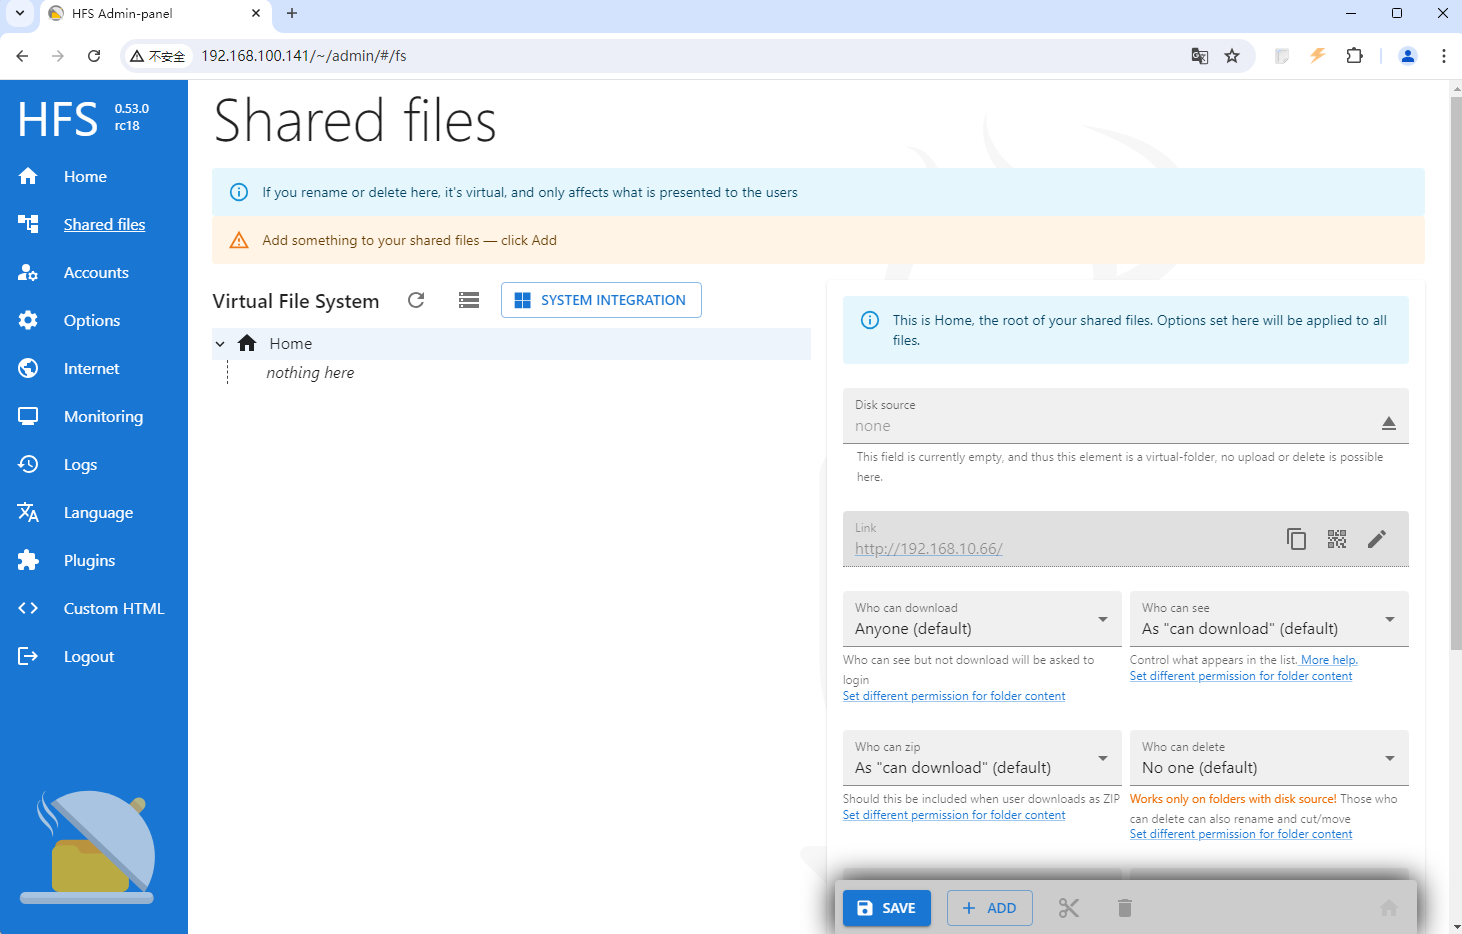 HFS Admin-panel
不安全
192.168.100.141/~/admin/#/fs
HFS
0.53.0
rc18
Home
Shared files
Accounts
Options
Internet
Monitoring
Logs
Language
Plugins
Custom HTML
Logout
Shared files
If you rename or delete here, it's virtual, and only affects what is presented to the users
Add something to your shared files — click Add
Virtual File System
SYSTEM INTEGRATION
Home
nothing here
This is Home, the root of your shared files. Options set here will be applied to all
files.
Disk source
none
This field is currently empty, and thus this element is a virtual-folder, no upload or delete is possible
here.
Link
http://192.168.10.66/
Who can download
Anyone (default)
Who can see but not download will be asked to
login
Set different permission for folder content
Who can see
As "can download" (default)
Control what appears in the list. More help.
Set different permission for folder content
Who can zip
As "can download" (default)
Should this be included when user downloads as ZIP
Set different permission for folder content
Who can delete
No one (default)
Works only on folders with disk source! Those who
can delete can also rename and cut/move
Set different permission for folder content
SAVE
ADD